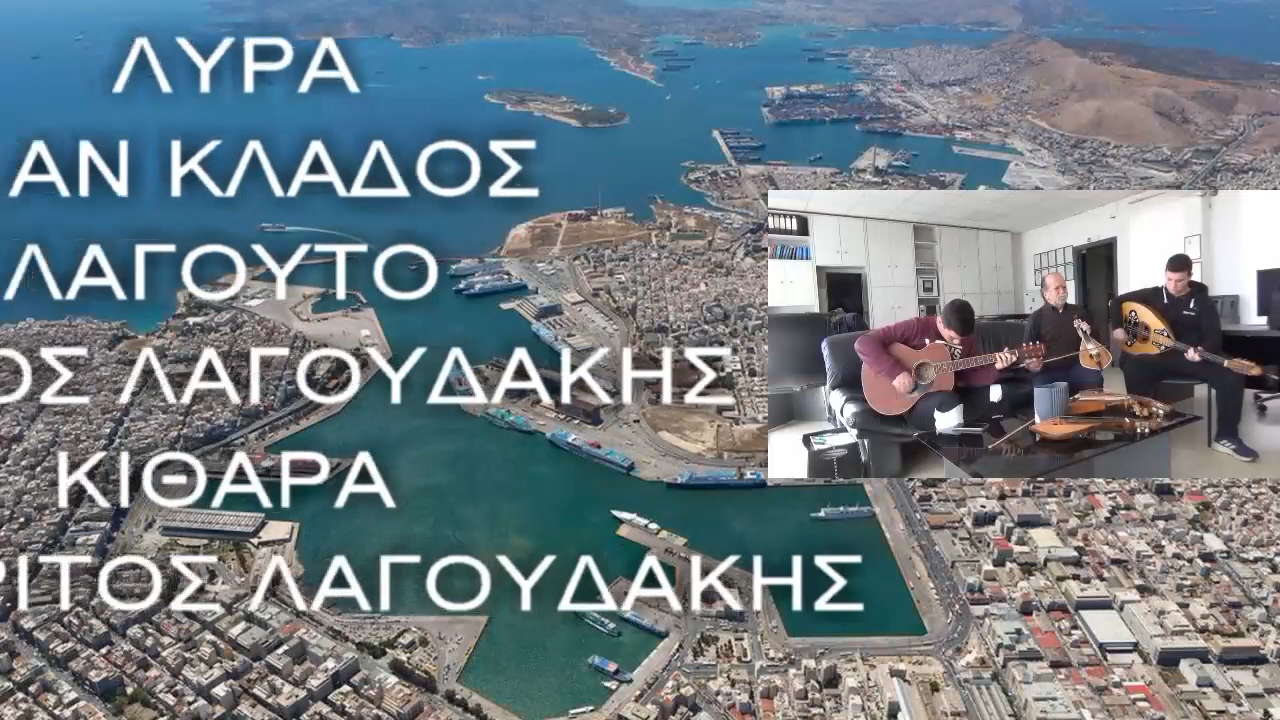 ΛΥΡΑ
ΑΝ ΚΛΑΔΟΣ
ΛΑΓΟΥΤΟ
ΟΣ ΛΑΓΟΥΔΑΚΗΣ
ΚΙΘΑΡΑ
ΡΙΤΟΣ ΛΑΓΟΥΔΑΚΗΣ